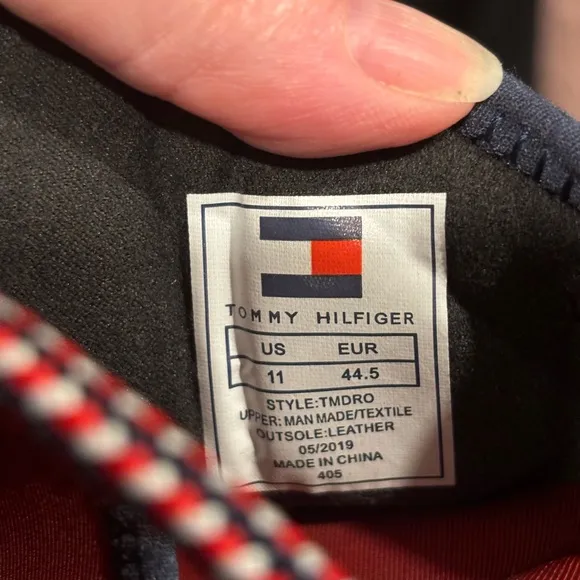 TOMMY HILFIGER
US EUR
11 44.5
STYLE:TMDRO
UPPER: MAN MADE/TEXTILE
OUTSOLE:LEATHER
05/2019
MADE IN CHINA
405